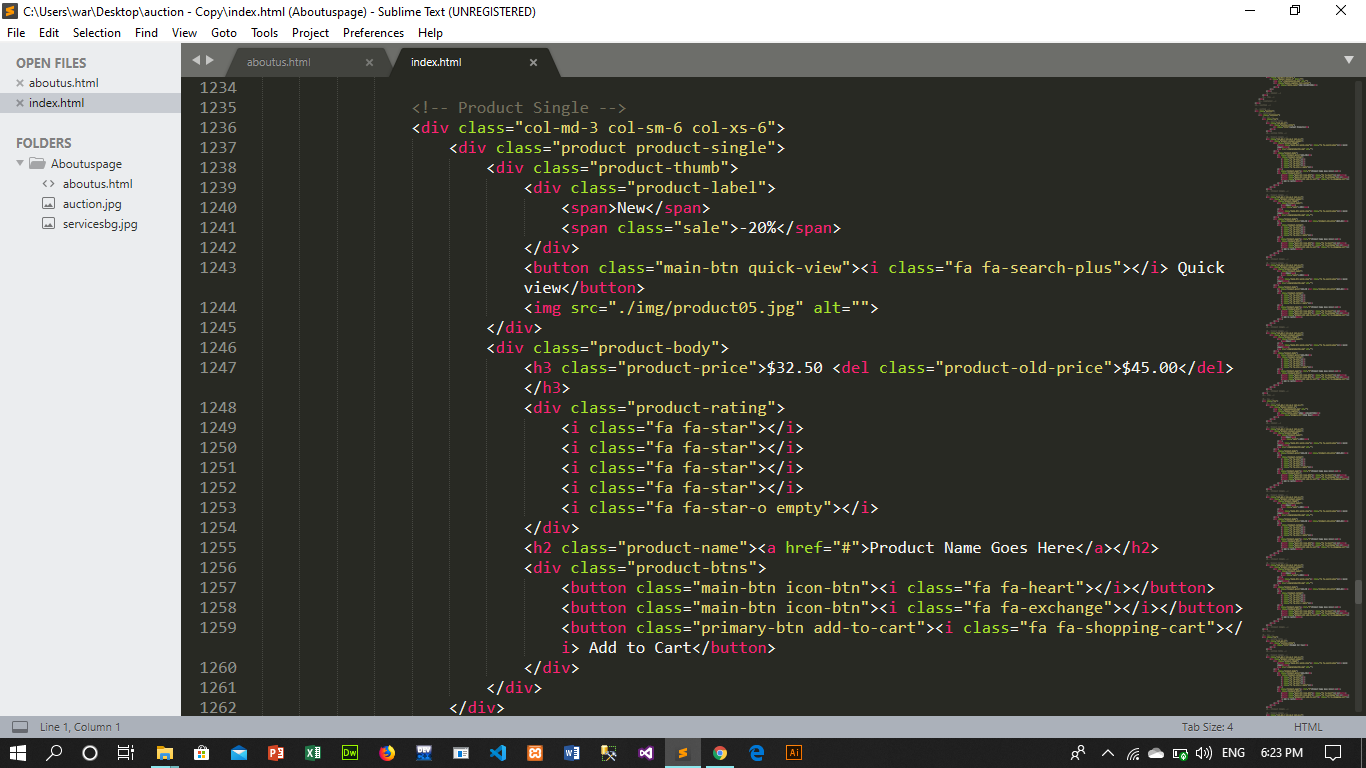 C:\Users\war\Desktop\auction - Copy\index.html (Aboutuspage) - Sublime Text (UNREGISTERED)
File Edit Selection Find View Goto Tools Project Preferences Help
OPEN FILES
aboutus.html
index.html
FOLDERS
Aboutuspage
aboutus.html
auction.jpg
servicesbg.jpg
aboutus.html index.html
1234
1235 <!-- Product Single -->
1236 <div class="col-md-3 col-sm-6 col-xs-6">
1237 <div class="product product-single">
1238 <div class="product-thumb">
1239 <div class="product-label">
1240 <span>New</span>
1241 <span class="sale">-20%</span>
1242 </div>
1243 <button class="main-btn quick-view"><i class="fa fa-search-plus"></i> Quick
view</button>
1244 <img src="./img/product05.jpg" alt="">
1245 </div>
1246 <div class="product-body">
1247 <h3 class="product-price">$32.50 <del class="product-old-price">$45.00</del>
</h3>
1248 <div class="product-rating">
1249 <i class="fa fa-star"></i>
1250 <i class="fa fa-star"></i>
1251 <i class="fa fa-star"></i>
1252 <i class="fa fa-star"></i>
1253 <i class="fa fa-star-o empty"></i>
1254 </div>
1255 <h2 class="product-name"><a href="#">Product Name Goes Here</a></h2>
1256 <div class="product-btns">
1257 <button class="main-btn icon-btn"><i class="fa fa-heart"></i></button>
1258 <button class="main-btn icon-btn"><i class="fa fa-exchange"></i></button>
1259 <button class="primary-btn add-to-cart"><i class="fa fa-shopping-cart"></
i> Add to Cart</button>
1260 </div>
1261 </div>
1262 </div>
Line 1, Column 1 Tab Size: 4 HTML
Dw DEV Ai ENG 6:23 PM